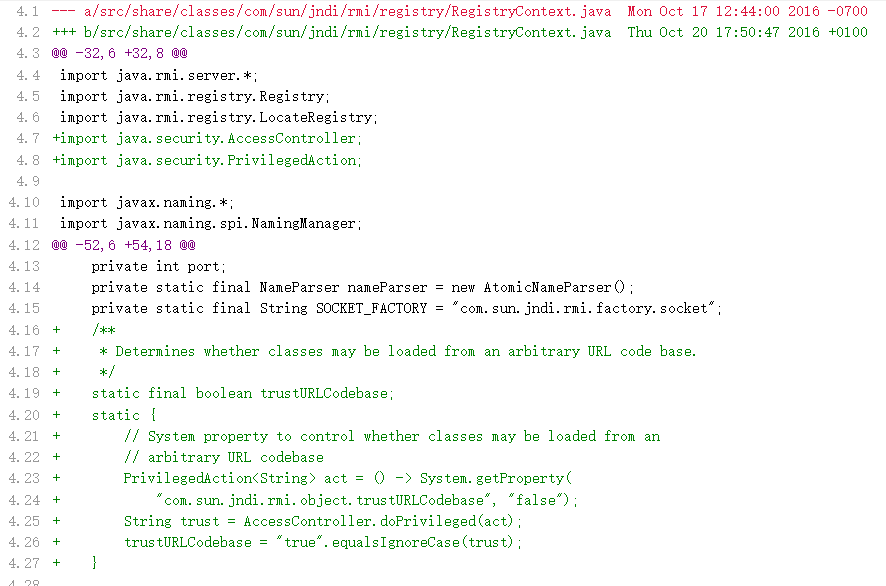 4.1 --- a/src/share/classes/com/sun/jndi/rmi/registry/RegistryContext.java  Mon Oct 17 12:44:00 2016 -0700
4.2 +++ b/src/share/classes/com/sun/jndi/rmi/registry/RegistryContext.java  Thu Oct 20 17:50:47 2016 +0100
4.3 @@ -32,6 +32,8 @@
4.4  import java.rmi.server.*;
4.5  import java.rmi.registry.Registry;
4.6  import java.rmi.registry.LocateRegistry;
4.7 +import java.security.AccessController;
4.8 +import java.security.PrivilegedAction;
4.9
4.10  import javax.naming.*;
4.11  import javax.naming.spi.NamingManager;
4.12 @@ -52,6 +54,18 @@
4.13      private int port;
4.14      private static final NameParser nameParser = new AtomicNameParser();
4.15      private static final String SOCKET_FACTORY = "com.sun.jndi.rmi.factory.socket";
4.16 +    /**
4.17 +     * Determines whether classes may be loaded from an arbitrary URL code base.
4.18 +     */
4.19 +    static final boolean trustURLCodebase;
4.20 +    static {
4.21 +        // System property to control whether classes may be loaded from an
4.22 +        // arbitrary URL codebase
4.23 +        PrivilegedAction<String> act = () -> System.getProperty(
4.24 +            "com.sun.jndi.rmi.object.trustURLCodebase", "false");
4.25 +        String trust = AccessController.doPrivileged(act);
4.26 +        trustURLCodebase = "true".equalsIgnoreCase(trust);
4.27 +    }
4.28